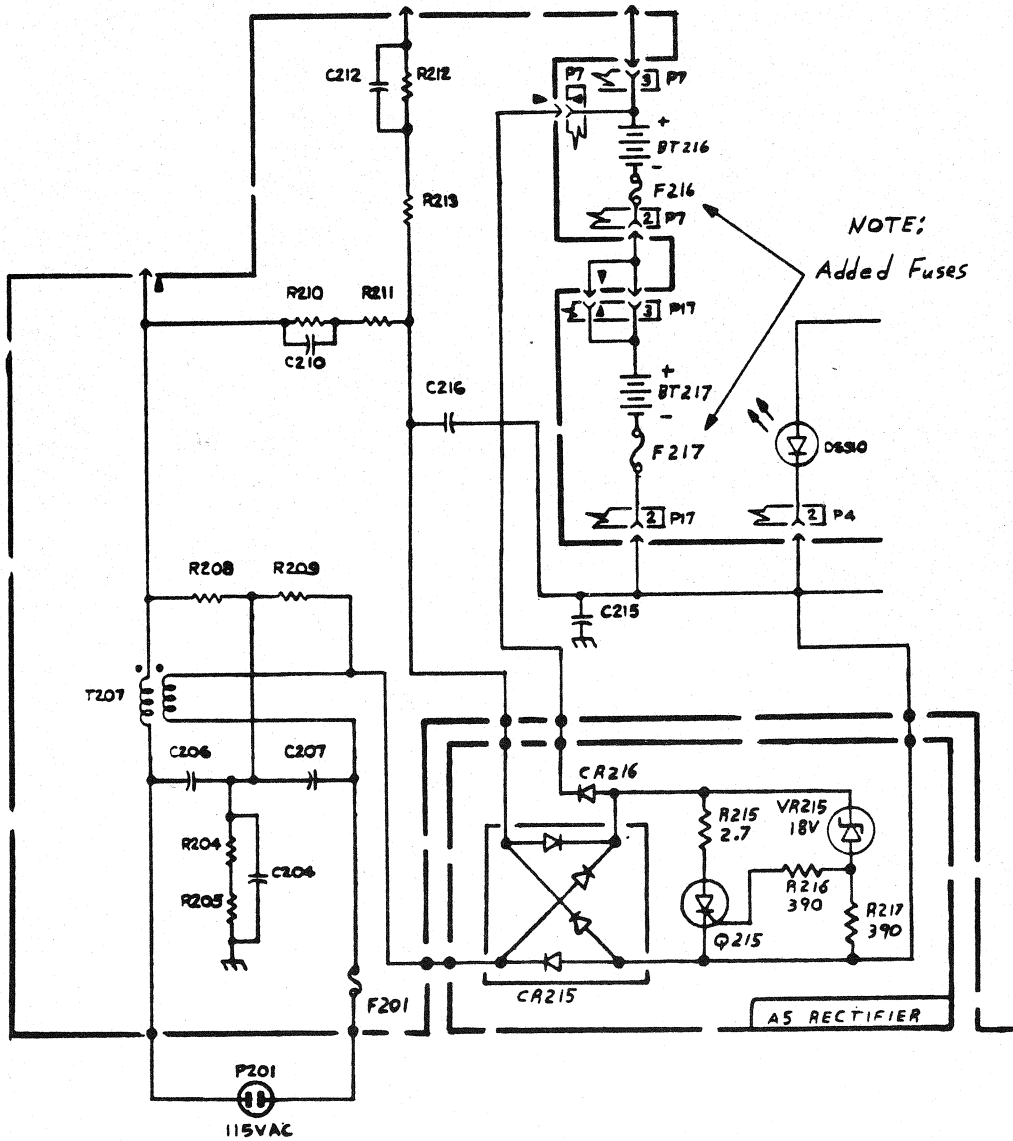 C212
R212
P7
3
P7
+
BT216
-
F216
2
P7
R213
NOTE:
Added Fuses
R210
R211
C210
3
P17
C216
+
BT217
-
F217
DS310
2
P17
2
P4
R208
R209
C215
T207
C206
C207
CR216
R215
2.7
VR215
18V
R204
C204
R205
R216
390
R217
390
Q215
F201
CR215
A5 RECTIFIER
P201
115VAC